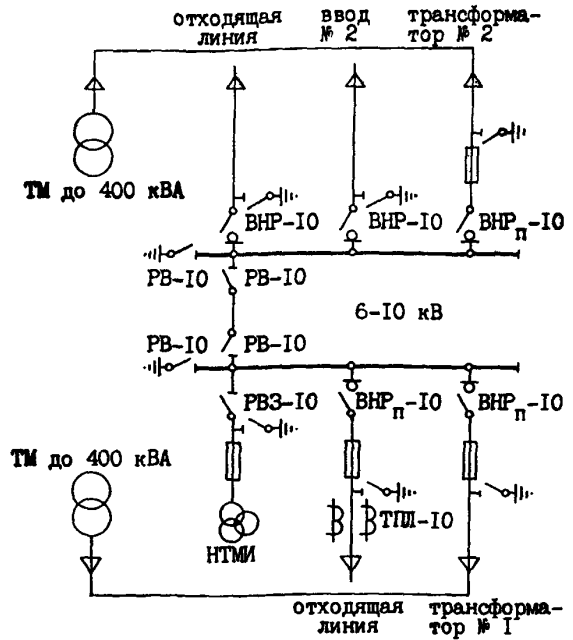 отходящая
линия
ввод
№ 2
трансформа-
тор № 2
ТМ до 400 кВА
ВНР-10
ВНР-10
ВНРп-10
РВ-10
РВ-10
6-10 кВ
РВ-10
РВ-10
РВЗ-10
ВНРп-10
ВНРп-10
ТМ до 400 кВА
НТМИ
ТПЛ-10
отходящая
линия
трансформа-
тор № 1